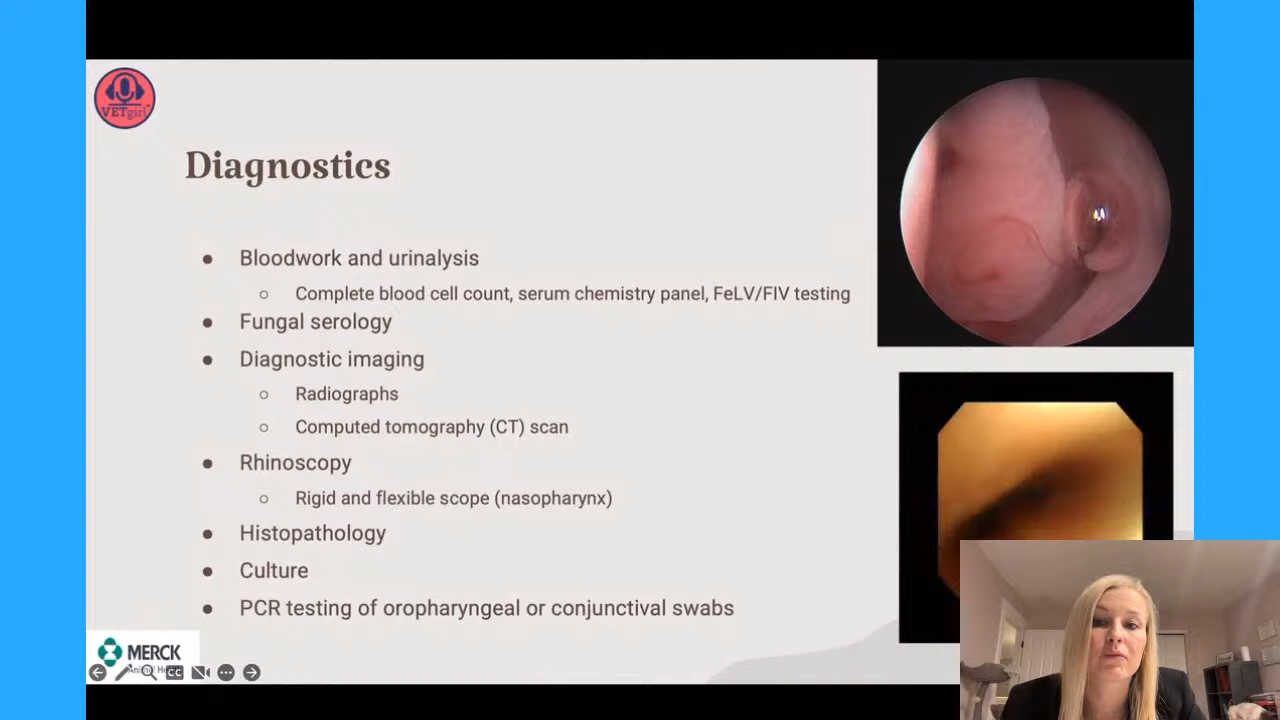 VETgirl
Diagnostics
● Bloodwork and urinalysis
○ Complete blood cell count, serum chemistry panel, FeLV/FIV testing
● Fungal serology
● Diagnostic imaging
○ Radiographs
○ Computed tomography (CT) scan
● Rhinoscopy
○ Rigid and flexible scope (nasopharynx)
● Histopathology
● Culture
● PCR testing of oropharyngeal or conjunctival swabs
MERCK
Animal
CC